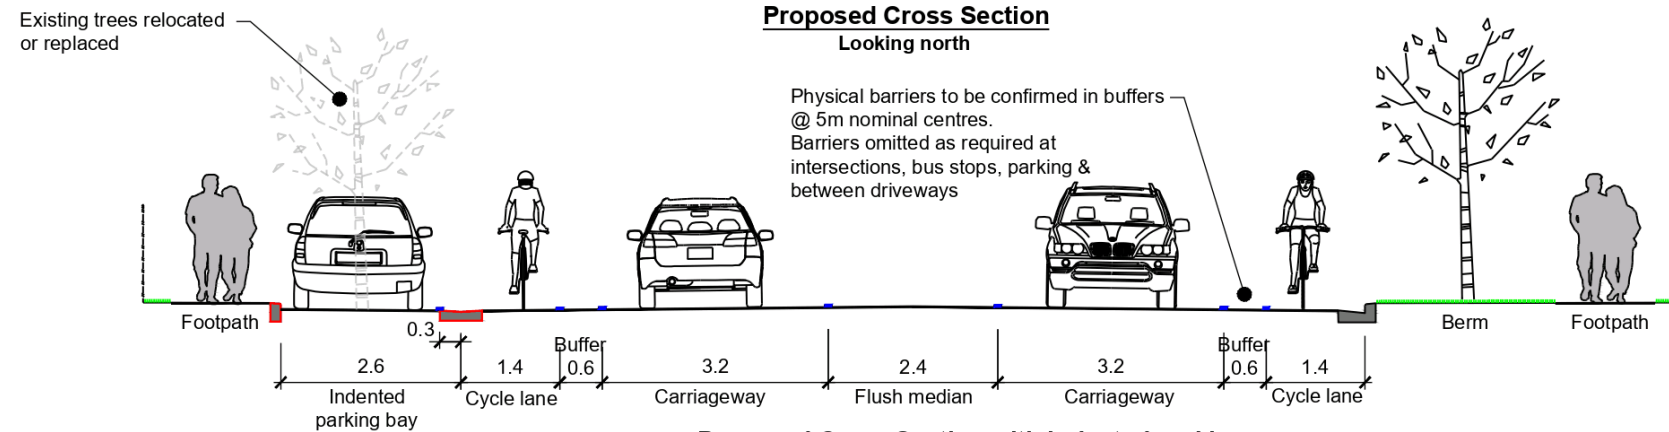 Existing trees relocated
or replaced
Proposed Cross Section
Looking north
Physical barriers to be confirmed in buffers
@ 5m nominal centres.
Barriers omitted as required at
intersections, bus stops, parking &
between driveways
Footpath
Berm
Footpath
0.3
Buffer
Buffer
2.6
1.4
0.6
3.2
2.4
3.2
0.6
1.4
Indented
parking bay
Cycle lane
Carriageway
Flush median
Carriageway
Cycle lane